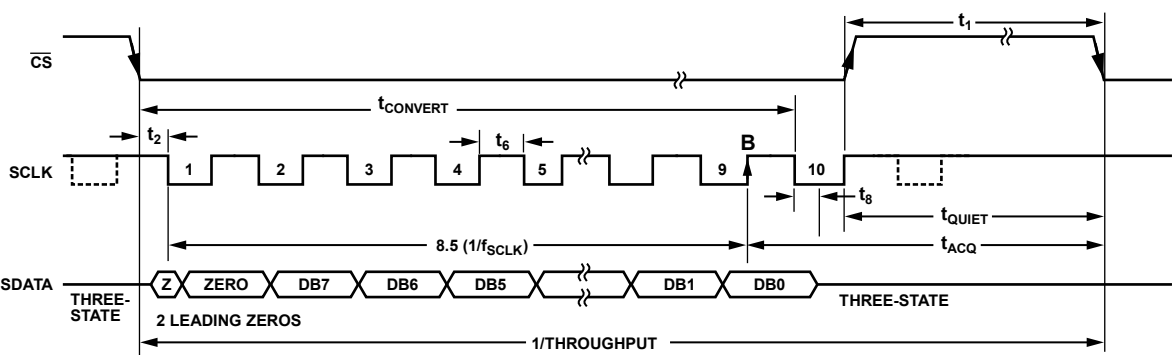 t1
CS
tCONVERT
t2
t6
B
SCLK
1 2 3 4 5 9 10
t8
tQUIET
8.5 (1/fSCLK)
tACQ
SDATA
Z ZERO DB7 DB6 DB5 DB1 DB0
THREE-
STATE
THREE-STATE
2 LEADING ZEROS
1/THROUGHPUT